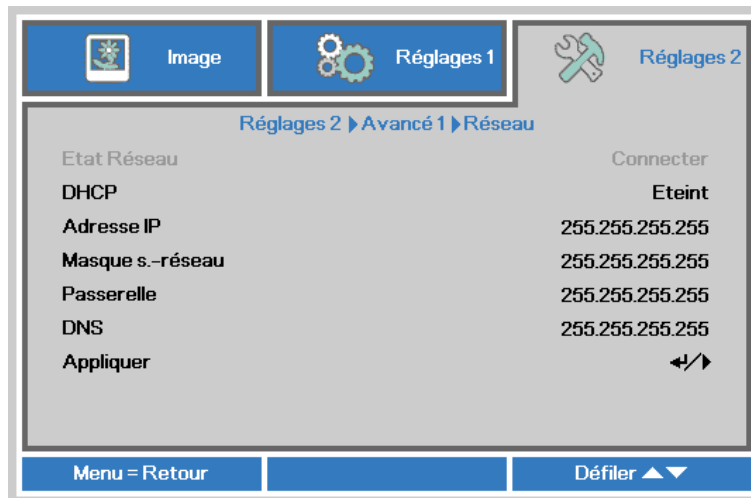 Image
Réglages 1
Réglages 2
Réglages 2 ▶ Avancé 1 ▶ Réseau
Etat Réseau Connecter
DHCP Eteint
Adresse IP 255.255.255.255
Masque s.-réseau 255.255.255.255
Passerelle 255.255.255.255
DNS 255.255.255.255
Appliquer ↵/▶
Menu = Retour
Défiler ▲▼